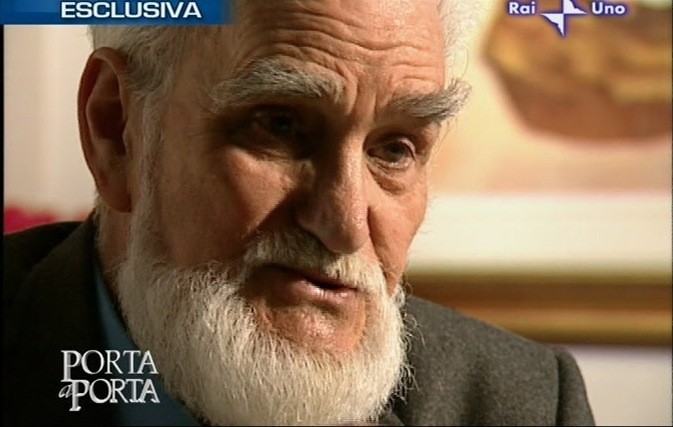 ESCLUSIVA
Rai Uno
PORTA
a PORTA